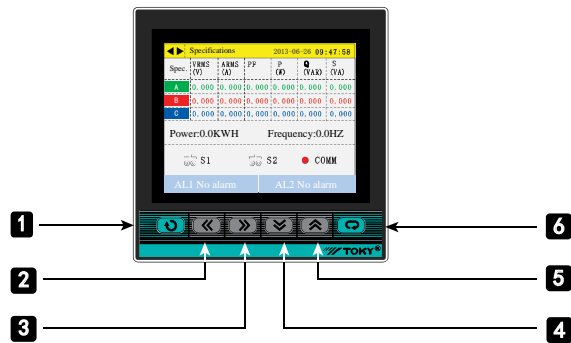 Specifications 2013-06-26 09:47:58
Spec. VRMS (V) ARMS (A) PF P (W) Q (VAR) S (VA)
A 0.000 0.000 0.000 0.000 0.000 0.000
B 0.000 0.000 0.000 0.000 0.000 0.000
C 0.000 0.000 0.000 0.000 0.000 0.000
Power:0.0KWH Frequency:0.0HZ
S1 S2 COMM
AL1 No alarm AL2 No alarm
1 6
TOKY®
2 5
3 4